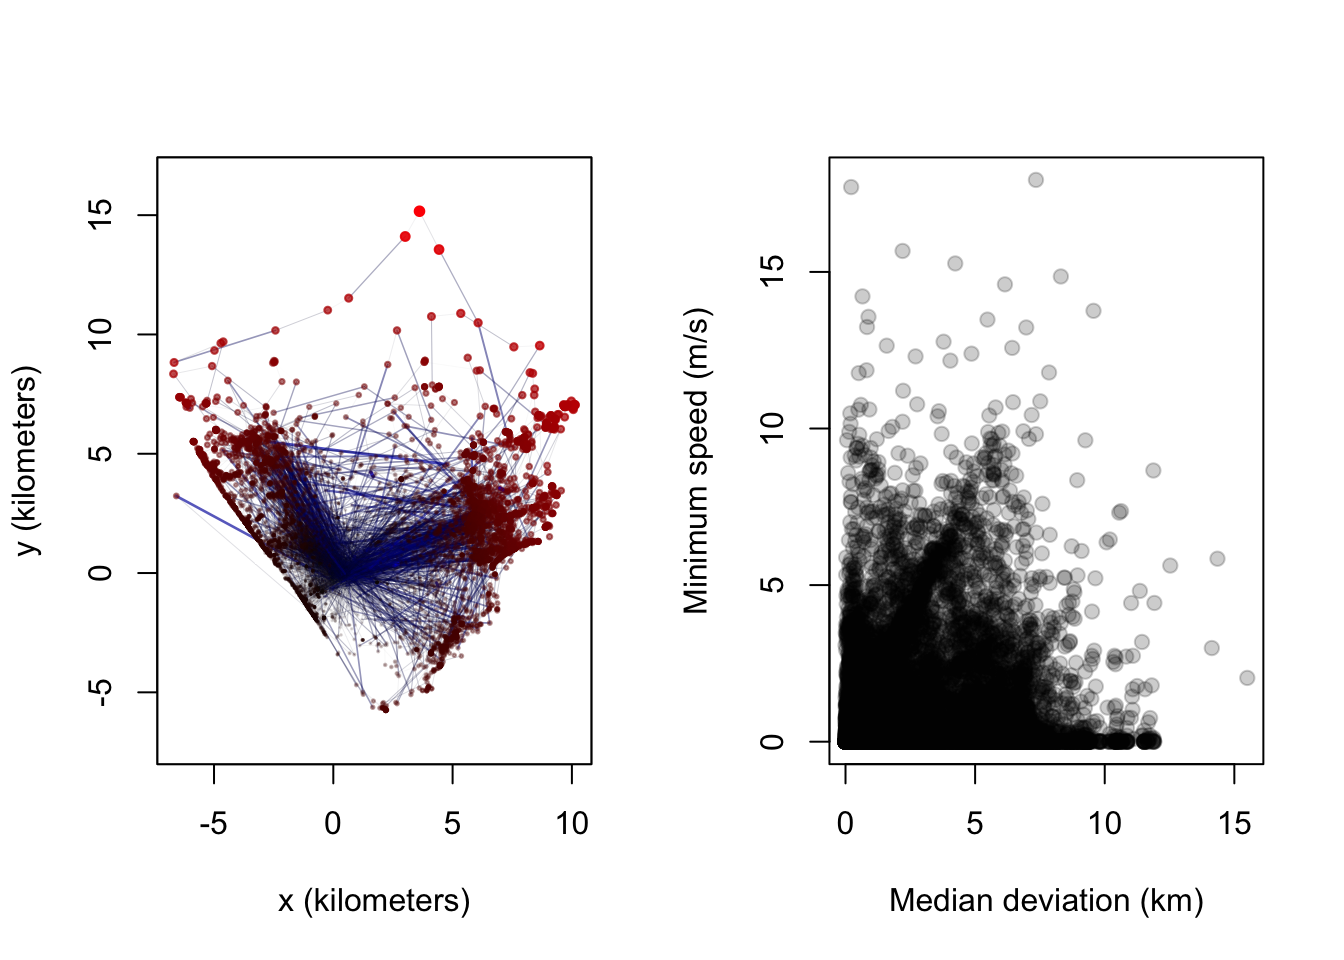 y (kilometers)
15
10
5
0
-5
-5 0 5 10
x (kilometers)
Minimum speed (m/s)
15
10
5
0
0 5 10 15
Median deviation (km)